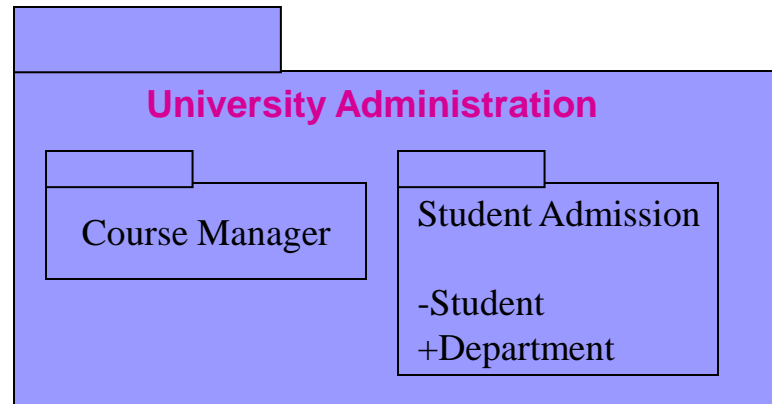 University Administration
Course Manager
Student Admission
-Student
+Department